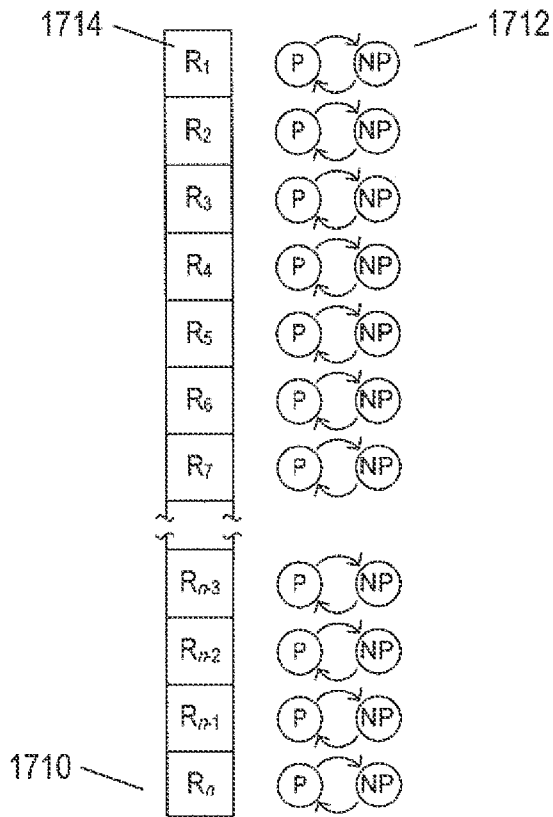 1714 1712
R1 P NP
R2 P NP
R3 P NP
R4 P NP
R5 P NP
R6 P NP
R7 P NP
Rn-3 P NP
Rn-2 P NP
Rn-1 P NP
1710
Rn P NP